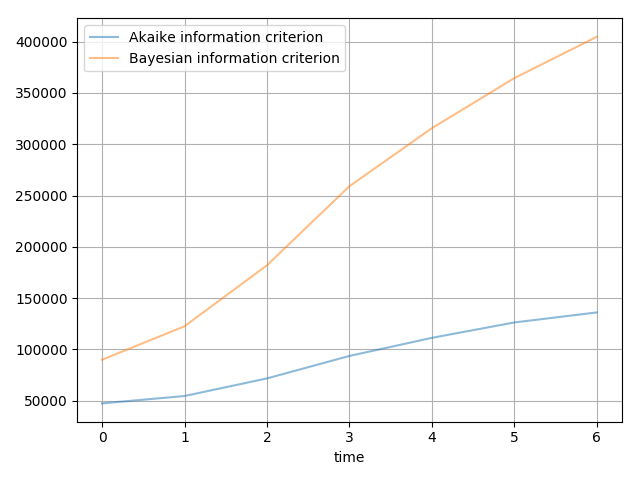 Akaike information criterion
Bayesian information criterion
400000
350000
300000
250000
200000
150000
100000
50000
0 1 2 3 4 5 6
time